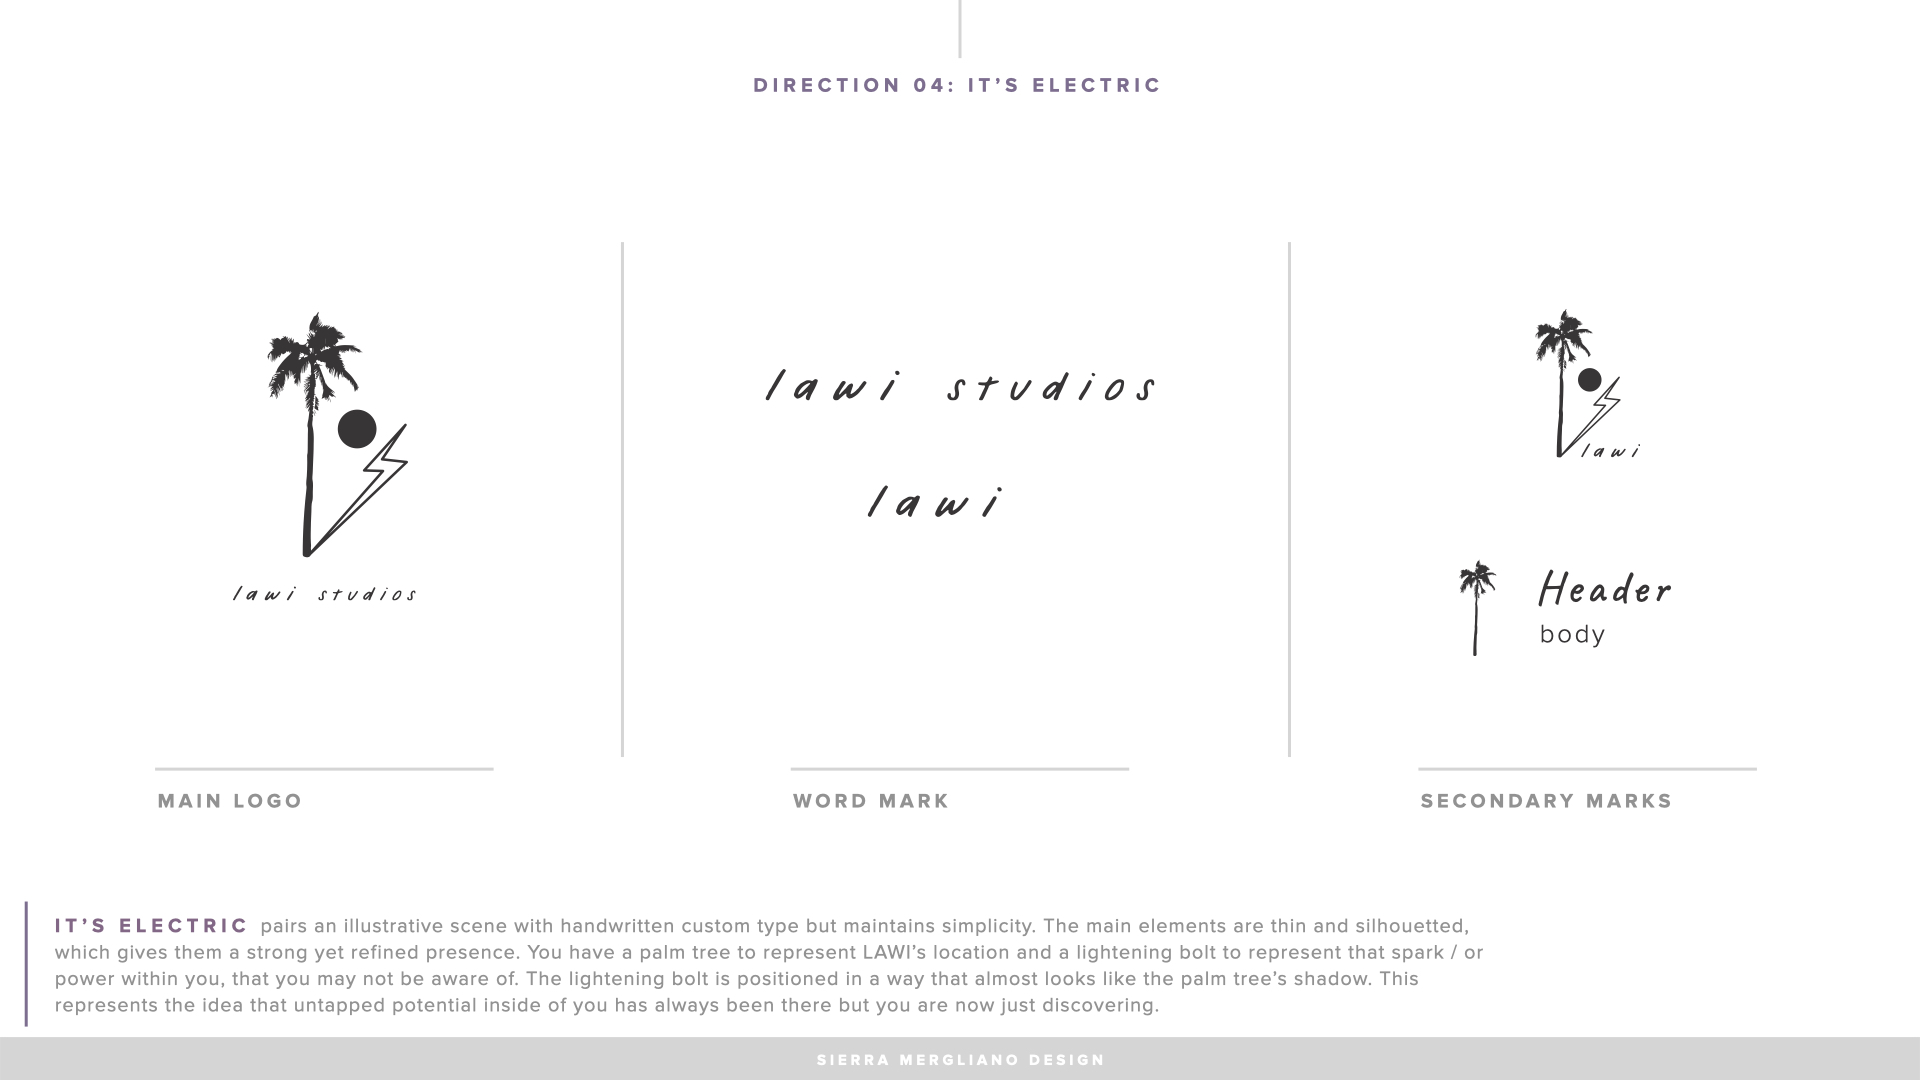 DIRECTION 04: IT’S ELECTRIC
lawi studios
lawi studios
lawi
lawi
Header
body
MAIN LOGO
WORD MARK
SECONDARY MARKS
IT’S ELECTRIC pairs an illustrative scene with handwritten custom type but maintains simplicity. The main elements are thin and silhouetted,
which gives them a strong yet refined presence. You have a palm tree to represent LAWI’s location and a lightening bolt to represent that spark / or
power within you, that you may not be aware of. The lightening bolt is positioned in a way that almost looks like the palm tree’s shadow. This
represents the idea that untapped potential inside of you has always been there but you are now just discovering.
SIERRA MERGLIANO DESIGN